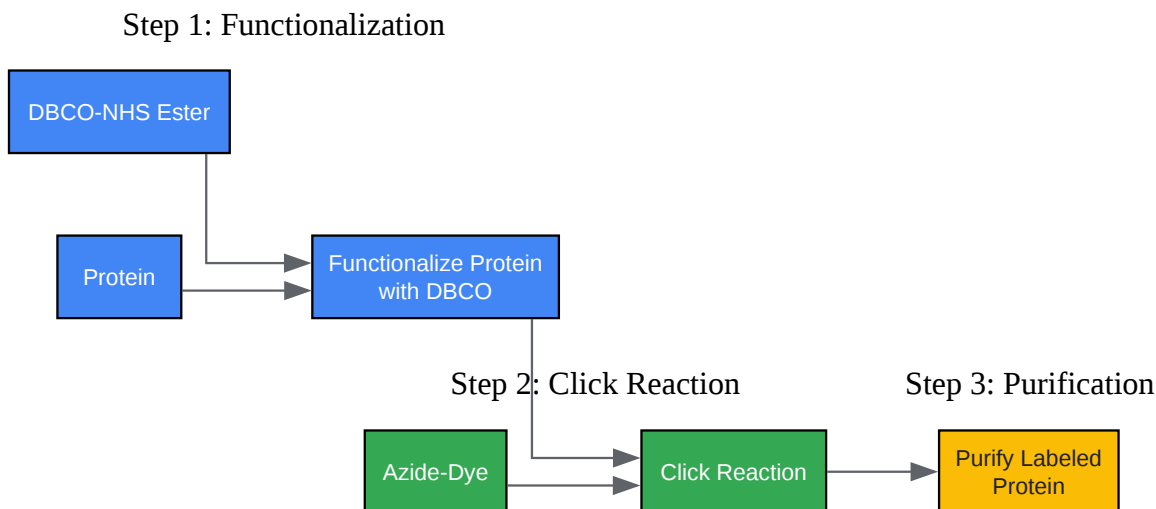 Step 1: Functionalization
DBCO-NHS Ester
Protein
Functionalize Protein
with DBCO
Step 2: Click Reaction
Step 3: Purification
Azide-Dye
Click Reaction
Purify Labeled
Protein